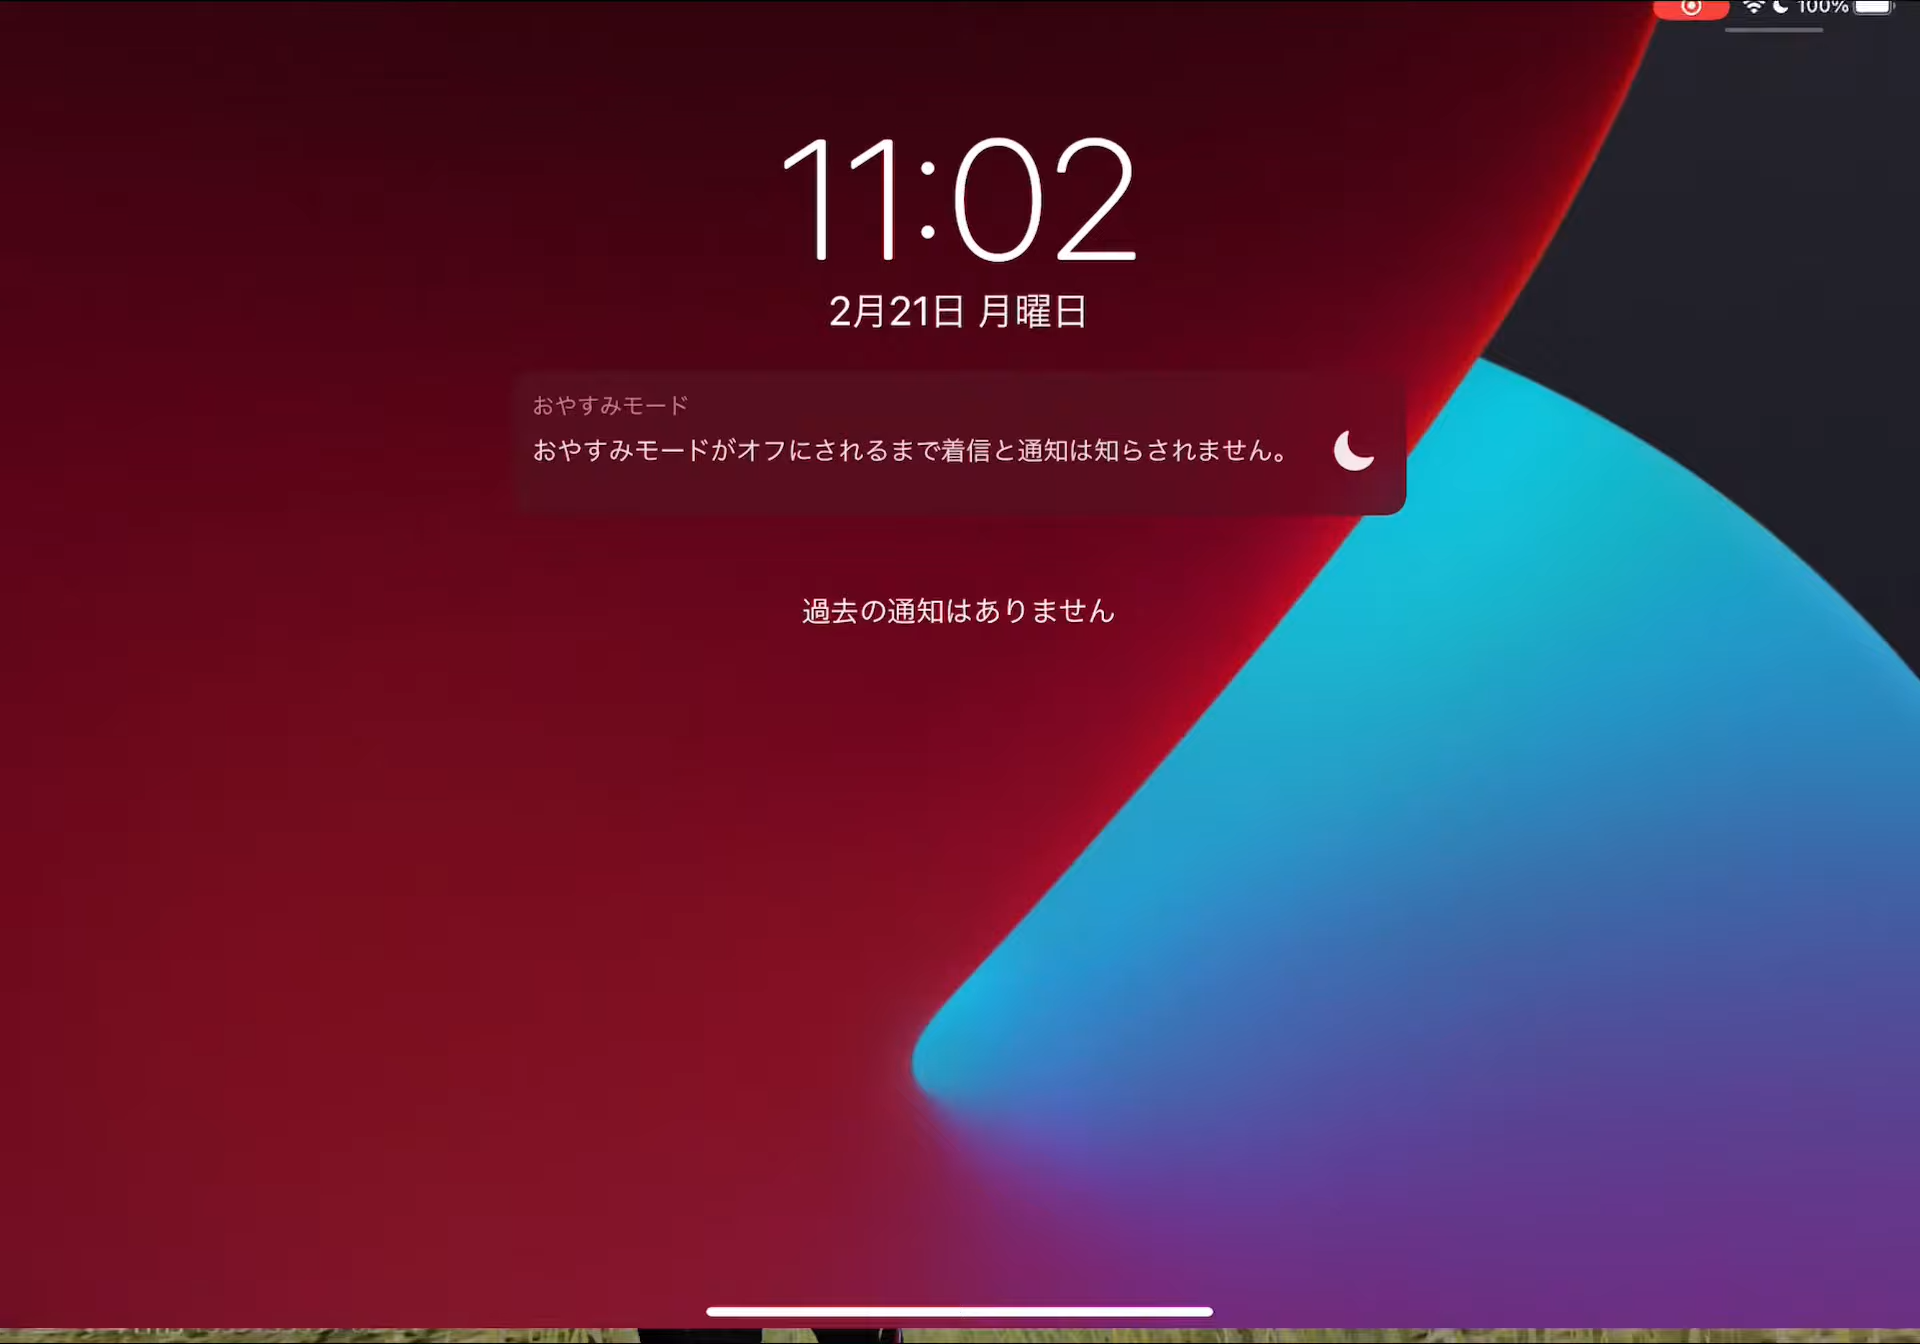 100%
11:02
2月21日 月曜日
おやすみモード
おやすみモードがオフにされるまで着信と通知は知らされません。
過去の通知はありません